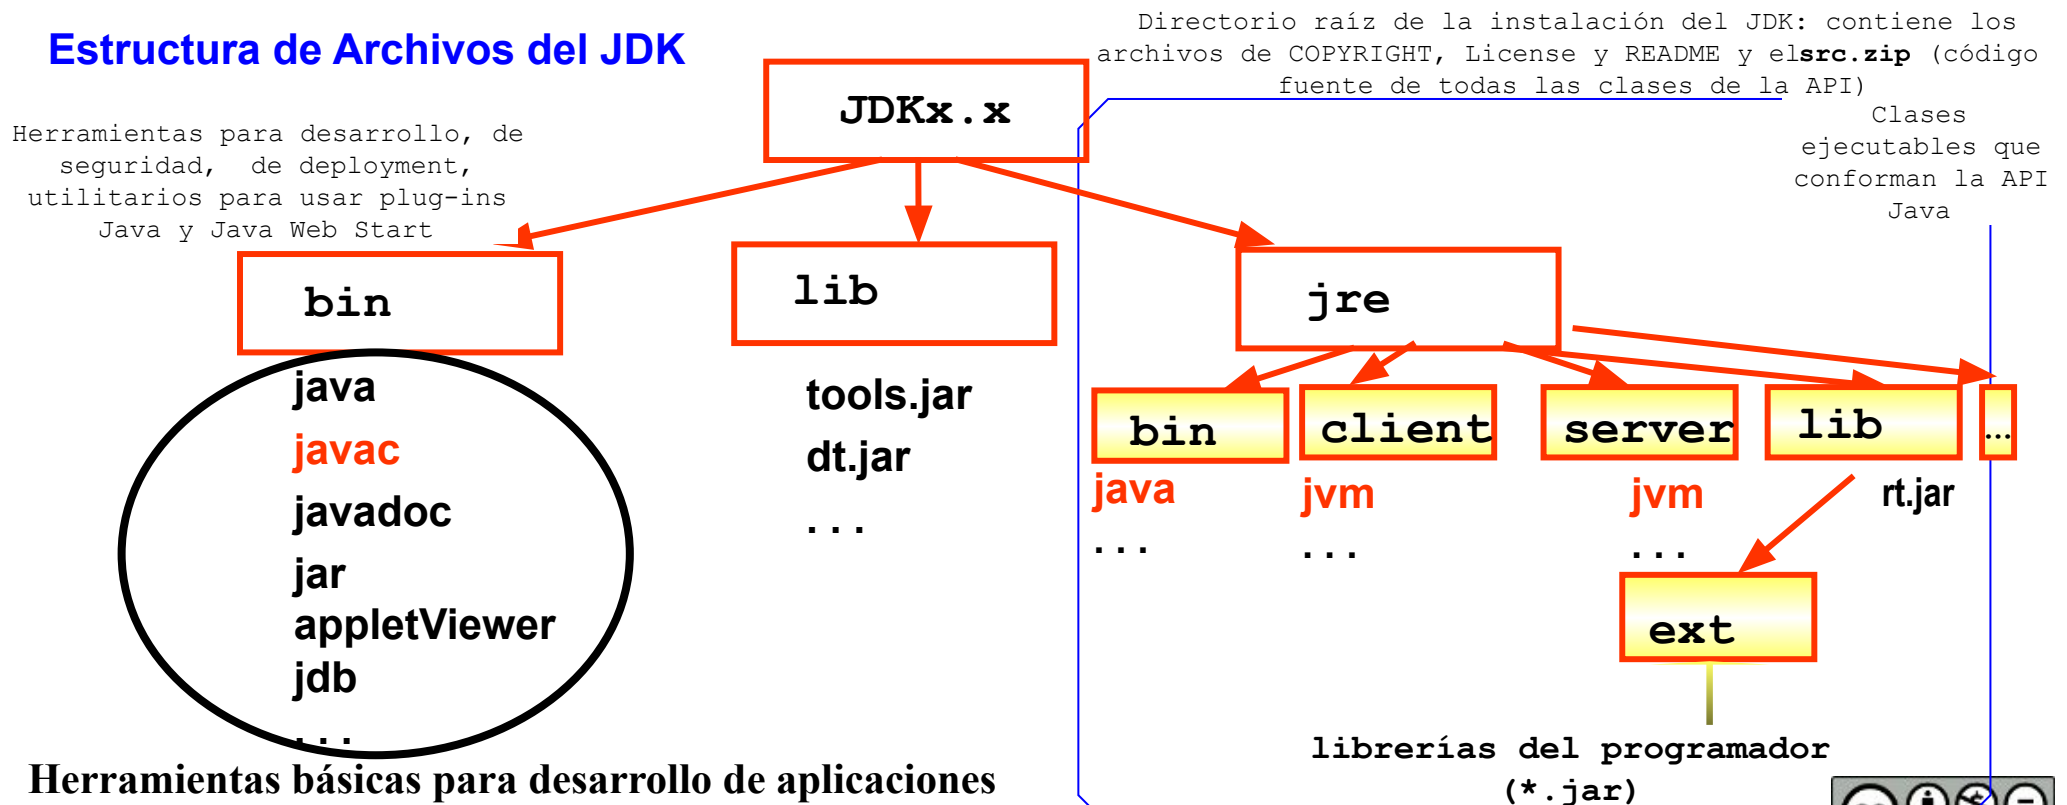 Estructura de Archivos del JDK
Directorio raíz de la instalación del JDK: contiene los
archivos de COPYRIGHT, License y README y elsrc.zip (código
fuente de todas las clases de la API)
JDKx.x
Clases
ejecutables que
conforman la API
Java
Herramientas para desarrollo, de
seguridad, de deployment,
utilitarios para usar plug-ins
Java y Java Web Start
bin
lib
jre
java
javac
javadoc
jar
appletViewer
jdb
...
tools.jar
dt.jar
...
bin
client
server
lib
...
java
...
jvm
...
jvm
...
rt.jar
ext
librerías del programador
(*.jar)
Herramientas básicas para desarrollo de aplicaciones